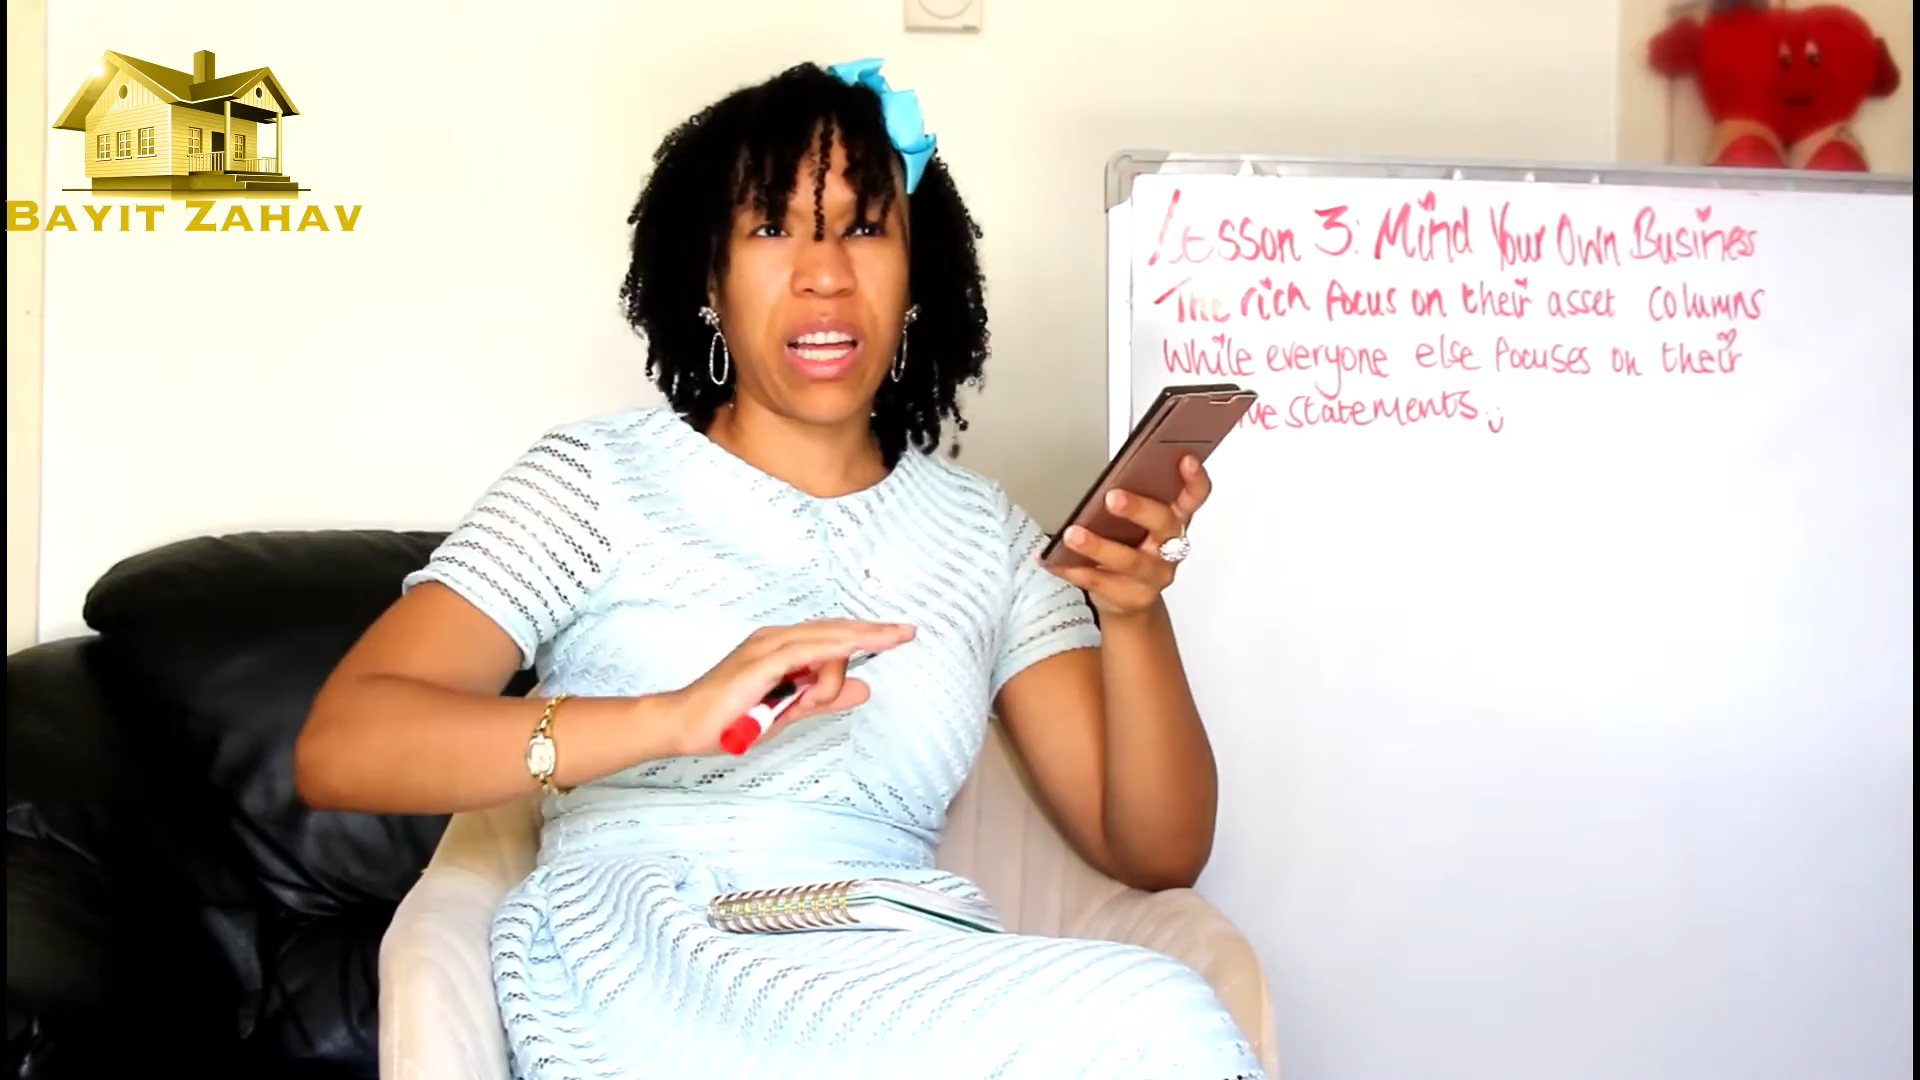 BAYIT ZAHAV
Lesson 3: Mind Your Own Business
The rich focus on their asset columns
While everyone else focuses on their
me statements.